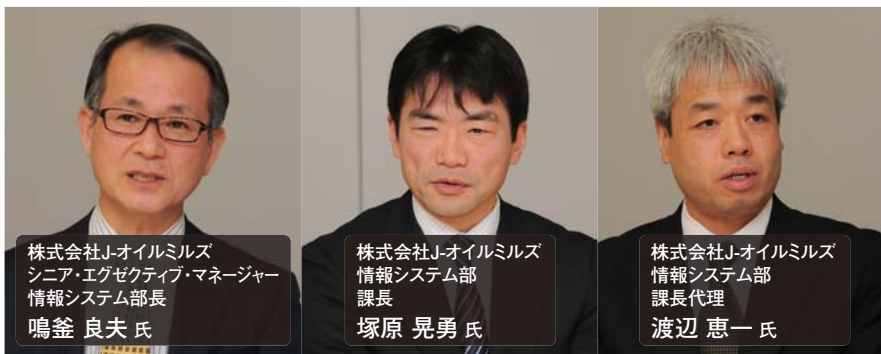 株式会社J-オイルミルズ
シニア・エグゼクティブ・マネージャー
情報システム部長
鳴釜 良夫 氏
株式会社J-オイルミルズ
情報システム部
課長
塚原 晃勇 氏
株式会社J-オイルミルズ
情報システム部
課長代理
渡辺 恵一 氏